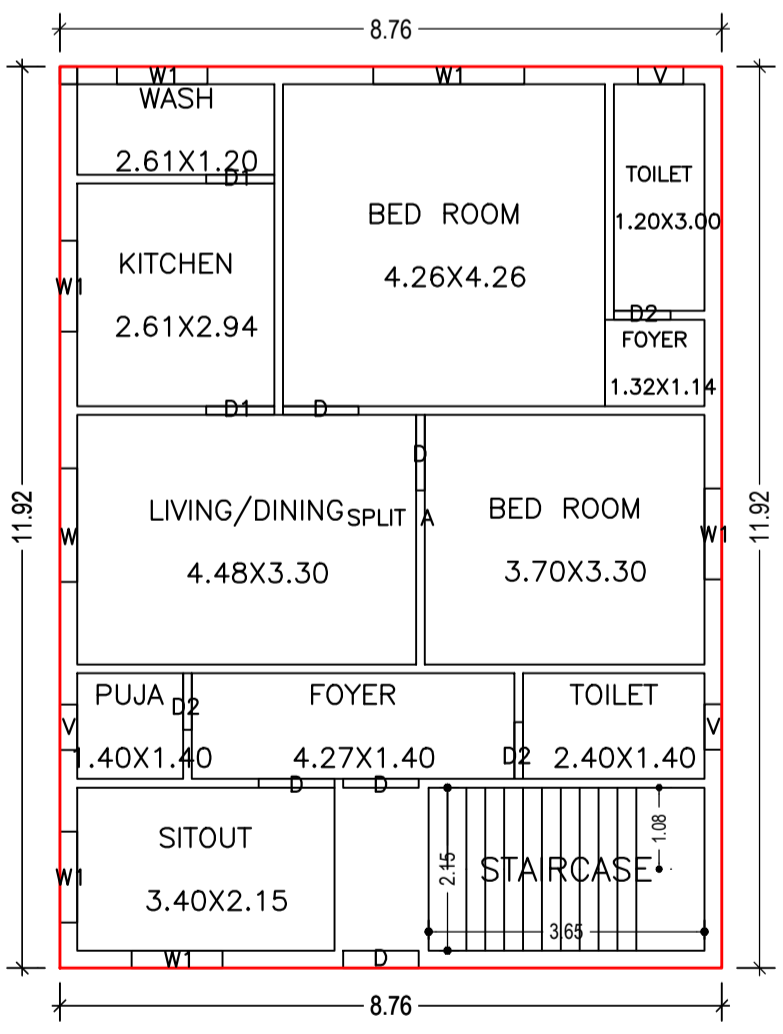 8.76
W1
W1
V
WASH
2.61X1.20
D1
BED ROOM
4.26X4.26
TOILET
1.20X3.00
KITCHEN
2.61X2.94
W1
D2
FOYER
1.32X1.14
D1
D
11.92
11.92
D
LIVING/DINING
SPLIT A
4.48X3.30
W
BED ROOM
3.70X3.30
W1
PUJA
1.40X1.40
V
D2
FOYER
4.27X1.40
D2
TOILET
2.40X1.40
V
D
D
SITOUT
3.40X2.15
W1
W1
D
STAIRCASE
2.15
1.08
3.65
8.76